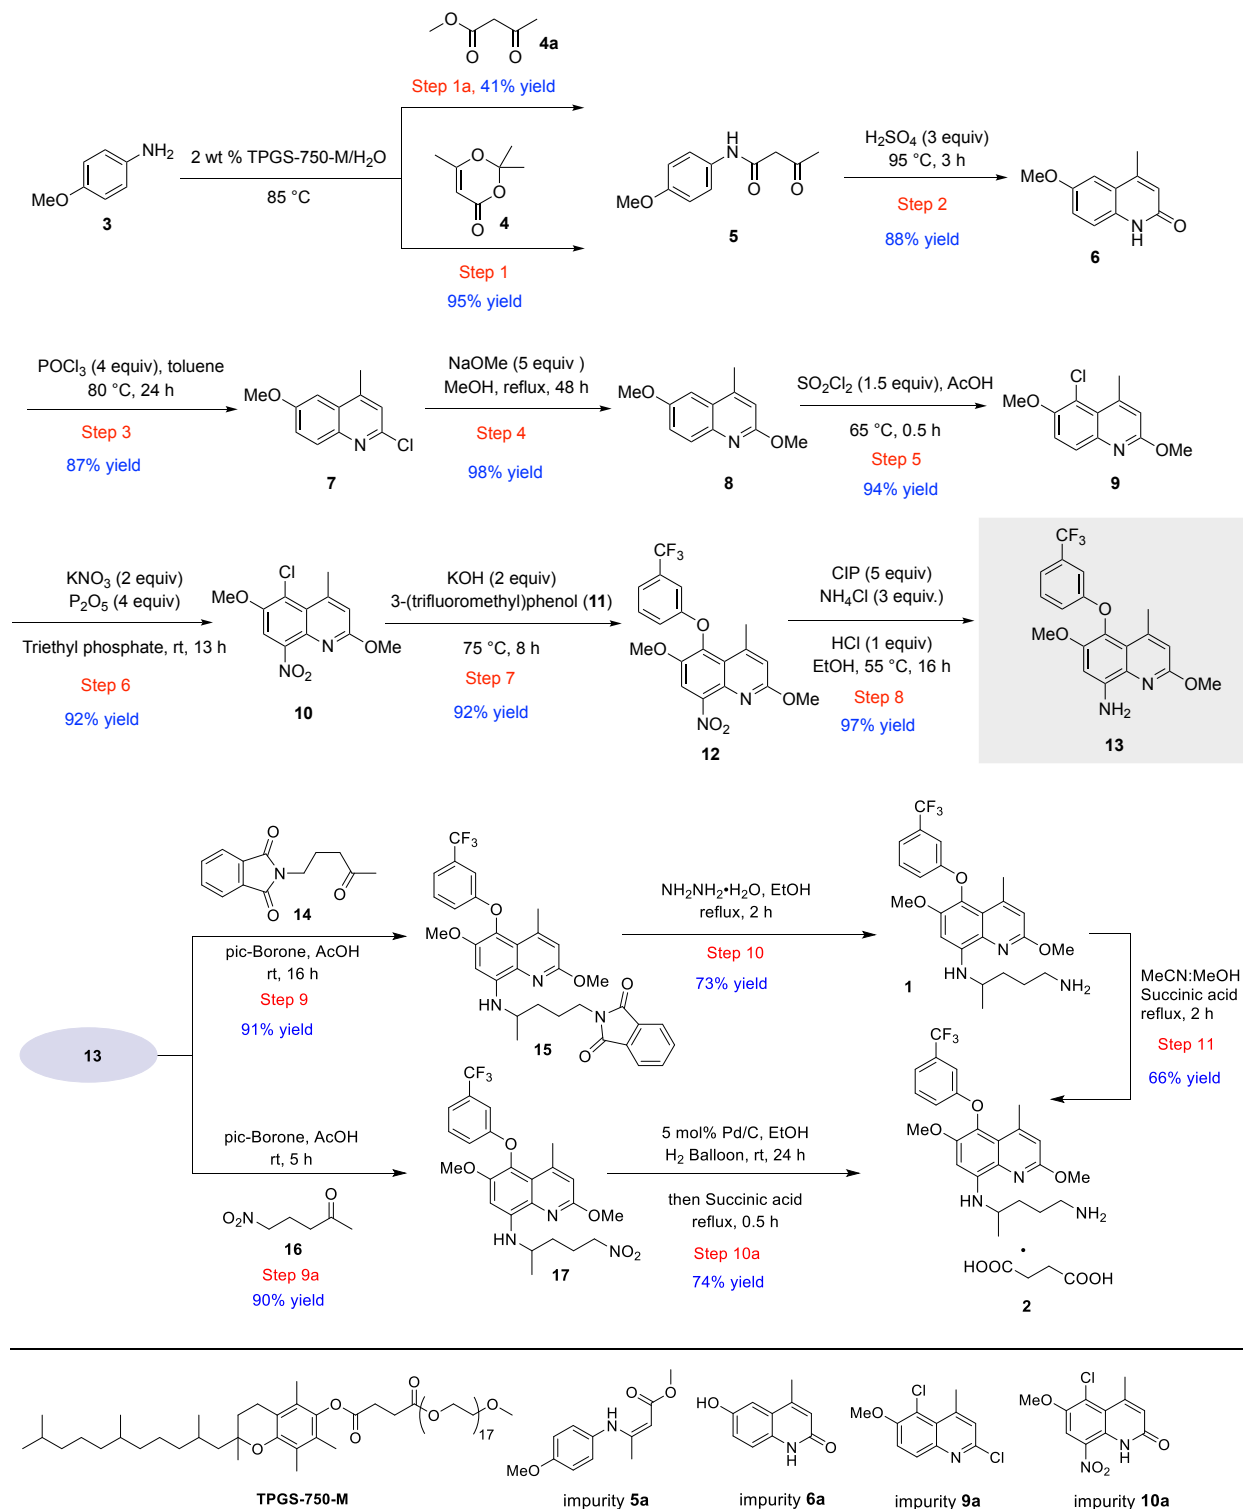 O
O
O
4a
Step 1a, 41% yield
NH2
MeO
3
2 wt % TPGS-750-M/H2O
85 °C
O
O
O
4
Step 1
95% yield
H
N
O
O
MeO
5
H2SO4 (3 equiv)
95 °C, 3 h
Step 2
88% yield
MeO
N
H
O
6
POCl3 (4 equiv), toluene
80 °C, 24 h
Step 3
87% yield
MeO
N
Cl
7
NaOMe (5 equiv )
MeOH, reflux, 48 h
Step 4
98% yield
MeO
N
OMe
8
SO2Cl2 (1.5 equiv), AcOH
65 °C, 0.5 h
Step 5
94% yield
Cl
MeO
N
OMe
9
KNO3 (2 equiv)
P2O5 (4 equiv)
Triethyl phosphate, rt, 13 h
Step 6
92% yield
Cl
MeO
N
OMe
NO2
10
KOH (2 equiv)
3-(trifluoromethyl)phenol (11)
75 °C, 8 h
Step 7
92% yield
CF3
O
MeO
N
OMe
NO2
12
CIP (5 equiv)
NH4Cl (3 equiv.)
HCl (1 equiv)
EtOH, 55 °C, 16 h
Step 8
97% yield
CF3
O
MeO
N
OMe
NH2
13
13
O
N
O
O
14
pic-Borone, AcOH
rt, 16 h
Step 9
91% yield
CF3
O
MeO
N
OMe
HN
O
N
O
15
NH2NH2•H2O, EtOH
reflux, 2 h
Step 10
73% yield
CF3
O
MeO
N
OMe
HN
NH2
1
MeCN:MeOH
Succinic acid
reflux, 2 h
Step 11
66% yield
pic-Borone, AcOH
rt, 5 h
NO2
O
16
Step 9a
90% yield
CF3
O
MeO
N
OMe
HN
NO2
17
5 mol% Pd/C, EtOH
H2 Balloon, rt, 24 h
then Succinic acid
reflux, 0.5 h
Step 10a
74% yield
CF3
O
MeO
N
OMe
HN
NH2
•
HOOC
COOH
2
O
O
O
O
O
O
17
TPGS-750-M
O
O
H
N
MeO
impurity 5a
HO
N
H
O
impurity 6a
Cl
MeO
N
Cl
impurity 9a
Cl
MeO
N
H
O
NO2
impurity 10a